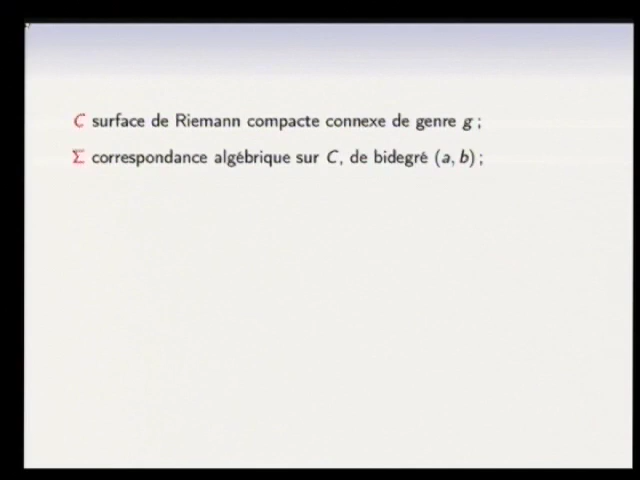 C surface de Riemann compacte connexe de genre g ;
Σ correspondance algébrique sur C, de bidegré (a, b) ;